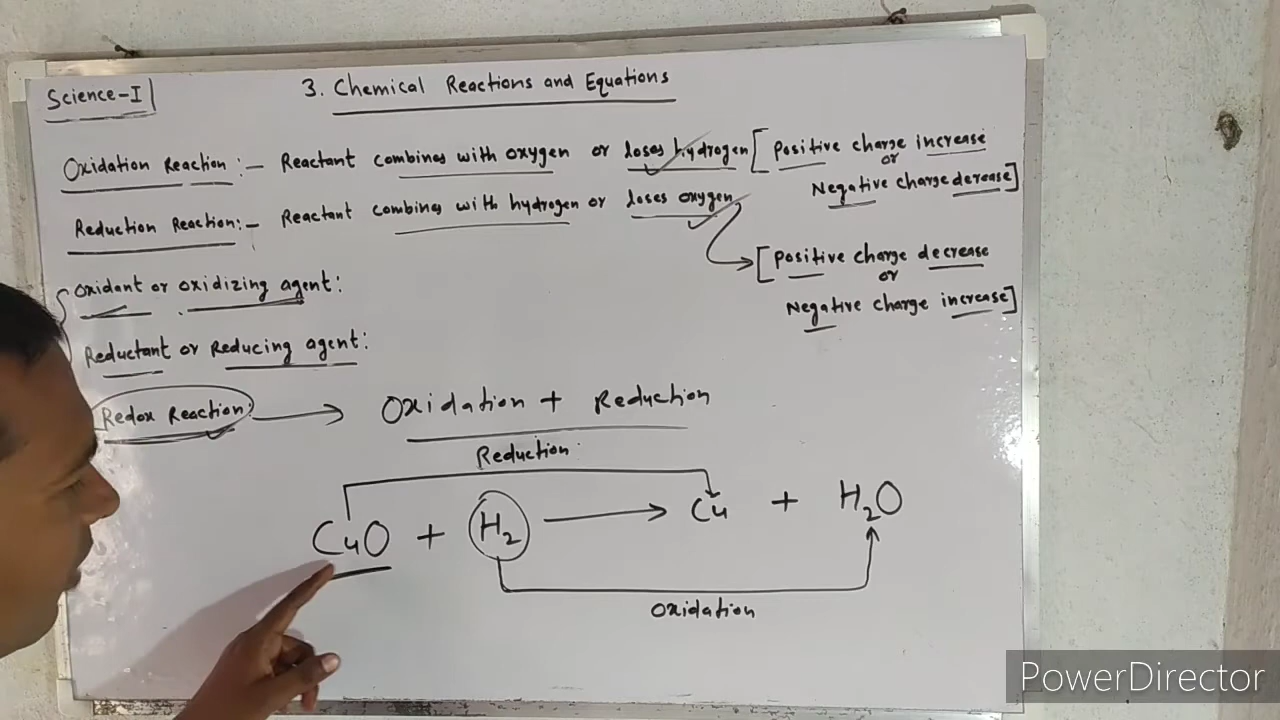 Science-I
3. Chemical Reactions and Equations
Oxidation Reaction:- Reactant combines with oxygen or loses hydrogen [Positive charge increase
or
Negative charge derease]
Reduction Reaction:- Reactant combines with hydrogen or loses oxygen
[Positive charge decrease
or
Negative charge increase]
Oxidant or oxidizing agent:
Reductant or Reducing agent:
Redox Reaction: → Oxidation + Reduction
Reduction
CuO + H₂ → Cu + H₂O
Oxidation
PowerDirector